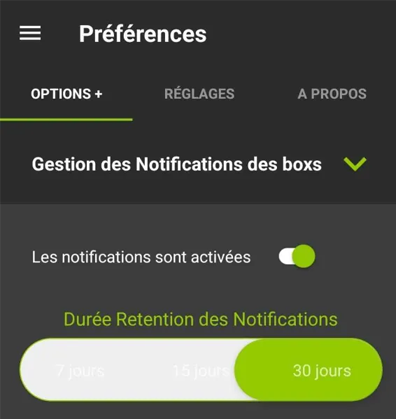 Préférences
OPTIONS + RÉGLAGES A PROPOS
Gestion des Notifications des boxs
Les notifications sont activées
Durée Retention des Notifications
7 jours 15 jours 30 jours